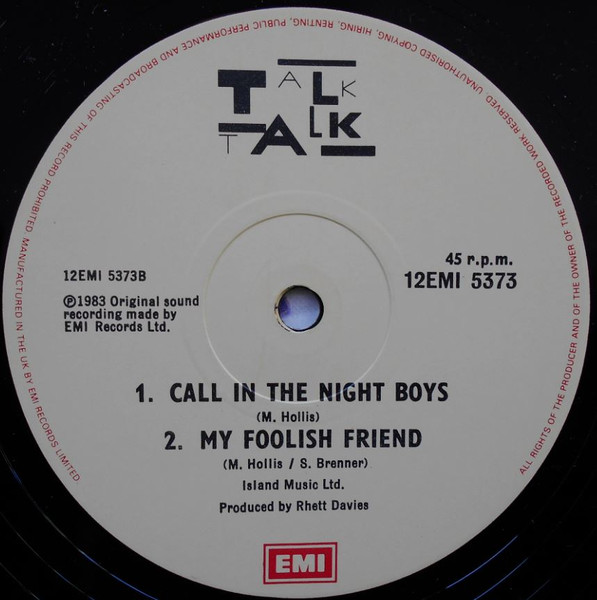 TALK
TALK
12EMI 5373B
℗1983 Original sound
recording made by
EMI Records Ltd.
45 r.p.m.
12EMI 5373
1. CALL IN THE NIGHT BOYS
(M. Hollis)
2. MY FOOLISH FRIEND
(M. Hollis / S. Brenner)
Island Music Ltd.
Produced by Rhett Davies
EMI
ALL RIGHTS OF THE PRODUCER AND OF THE OWNER OF THE RECORDED WORK RESERVED. UNAUTHORISED COPYING, HIRING, RENTING, PUBLIC PERFORMANCE AND BROADCASTING OF THIS RECORD PROHIBITED. MANUFACTURED IN THE UK BY EMI RECORDS LIMITED.